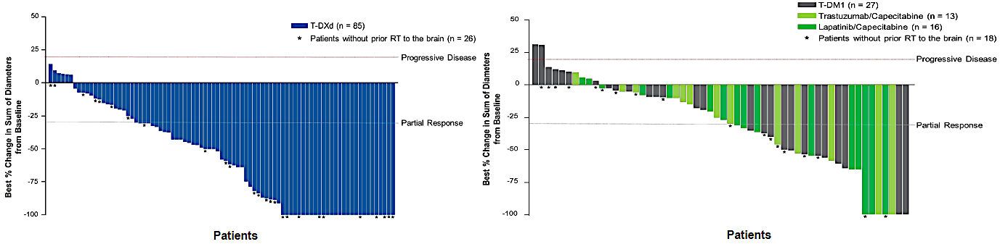 50
25
0
-25
-50
-75
-100
Best % Change in Sum of Diameters
from Baseline
T-DXd (n = 85)
* Patients without prior RT to the brain (n = 26)
Progressive Disease
Partial Response
* * * * * * * * * * * * * * * * * * * * * * * * * *
Patients
T-DM1 (n = 27)
Trastuzumab/Capecitabine (n = 13)
Lapatinib/Capecitabine (n = 16)
* Patients without prior RT to the brain (n = 18)
50
25
0
-25
-50
-75
-100
Best % Change in Sum of Diameters
from Baseline
Progressive Disease
Partial Response
* * * * * * * * * * * * * * * * * *
Patients